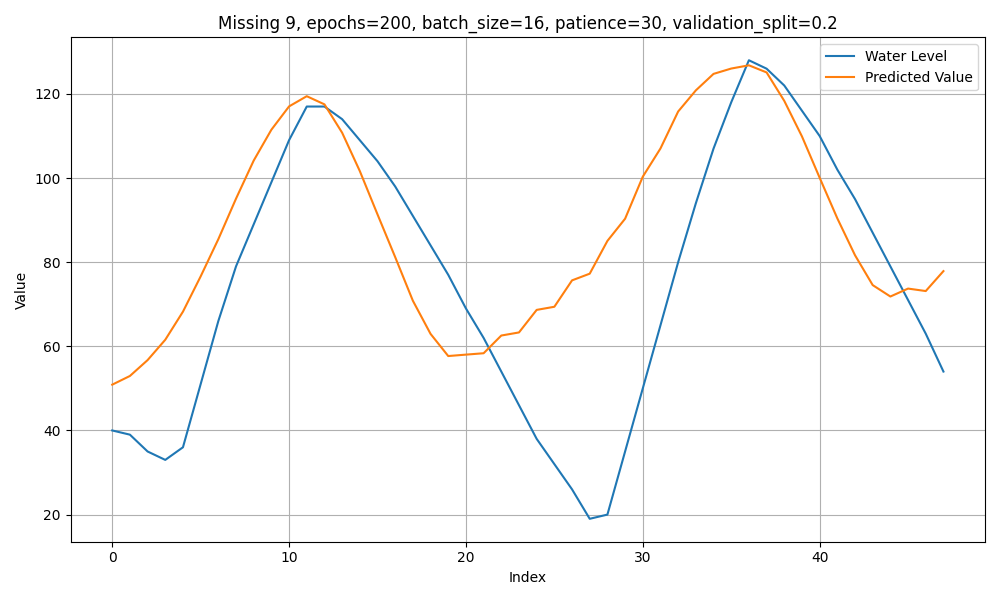 Missing 9, epochs=200, batch_size=16, patience=30, validation_split=0.2
Water Level
Predicted Value
Value
120
100
80
60
40
20
0 10 20 30 40
Index